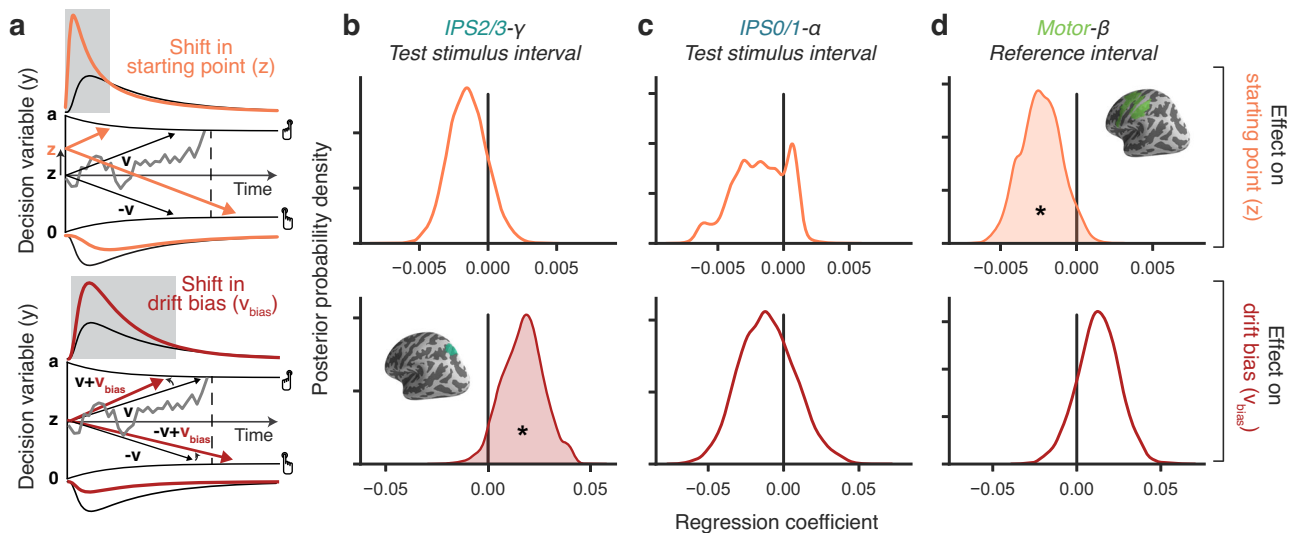 a
Shift in
starting point (z)
Decision variable (y)
a
z
z
0
v
-v
Time
Shift in
drift bias (vbias)
Decision variable (y)
a
z
0
v+vbias
v
-v+vbias
-v
Time
b
IPS2/3-γ
Test stimulus interval
c
IPS0/1-α
Test stimulus interval
d
Motor-β
Reference interval
Posterior probability density
−0.005 0.000 0.005
−0.005 0.000 0.005
*
−0.005 0.000 0.005
Effect on
starting point (z)
*
−0.05 0.00 0.05
−0.05 0.00 0.05
−0.05 0.00 0.05
Effect on
drift bias (vbias)
Regression coefficient